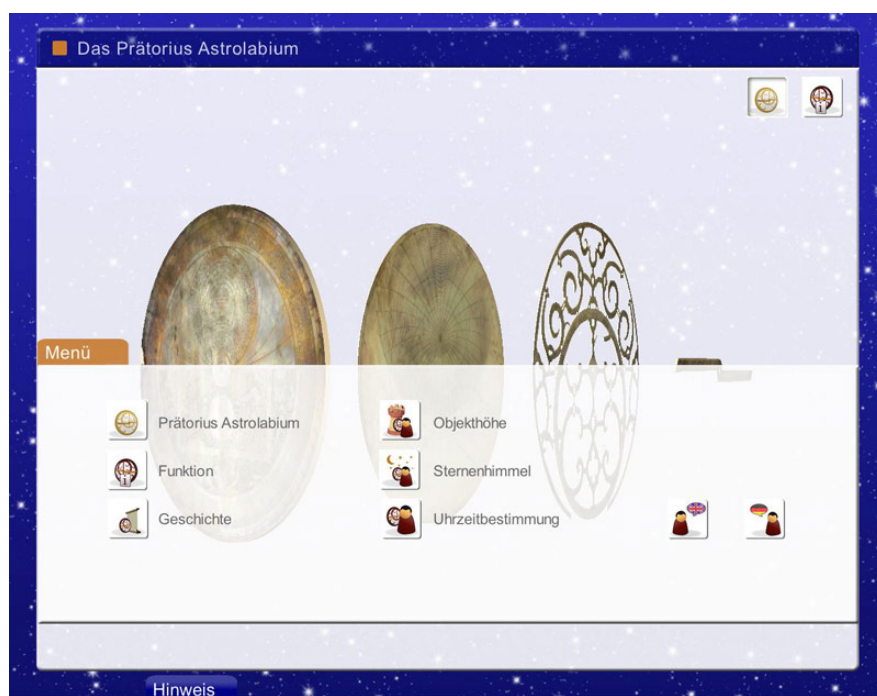 Das Prätorius Astrolabium
Menü
Prätorius Astrolabium
Objekthöhe
Funktion
Sternenhimmel
Geschichte
Uhrzeitbestimmung
Hinweis